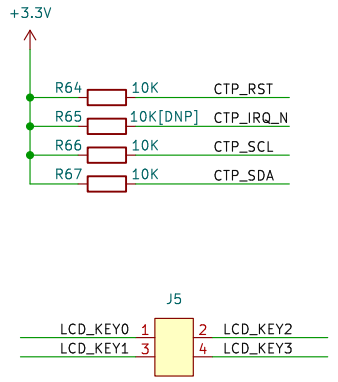 +3.3V
R64 10K CTP_RST
R65 10K[DNP] CTP_IRQ_N
R66 10K CTP_SCL
R67 10K CTP_SDA
J5
LCD_KEY0 1 2 LCD_KEY2
LCD_KEY1 3 4 LCD_KEY3